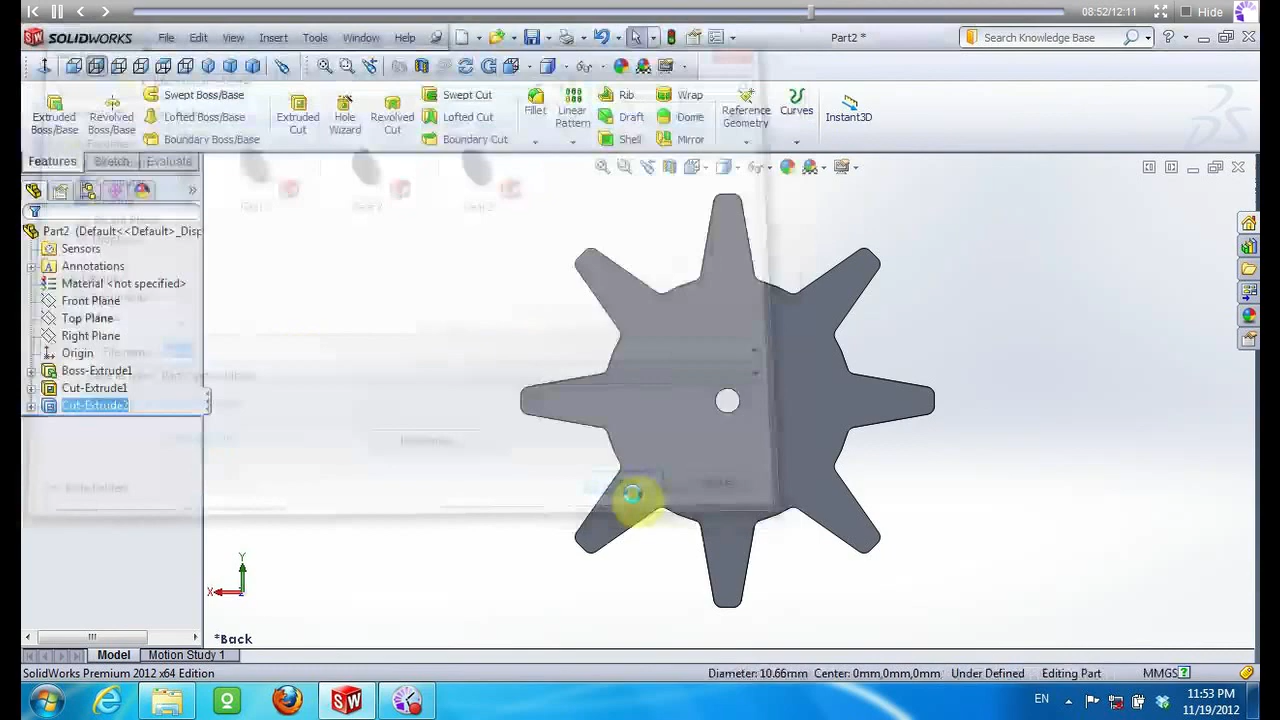 08:52/12:11 Hide
SOLIDWORKS File Edit View Insert Tools Window Help Part2 * Search Knowledge Base
Extruded Boss/Base
Revolved Boss/Base
Swept Boss/Base
Lofted Boss/Base
Boundary Boss/Base
Extruded Cut
Hole Wizard
Revolved Cut
Swept Cut
Lofted Cut
Boundary Cut
Fillet
Linear Pattern
Rib
Draft
Shell
Wrap
Dome
Mirror
Reference Geometry
Curves
Instant3D
Features Sketch Evaluate
Part2 (Default<<Default>_Disp
Sensors
Annotations
Material <not specified>
Front Plane
Top Plane
Right Plane
Origin
Boss-Extrude1
Cut-Extrude1
Cut-Extrude2
Y
X
*Back
Model Motion Study 1
SolidWorks Premium 2012 x64 Edition Diameter: 10.66mm Center: 0mm,0mm,0mm Under Defined Editing Part MMGS
EN 11:53 PM
11/19/2012